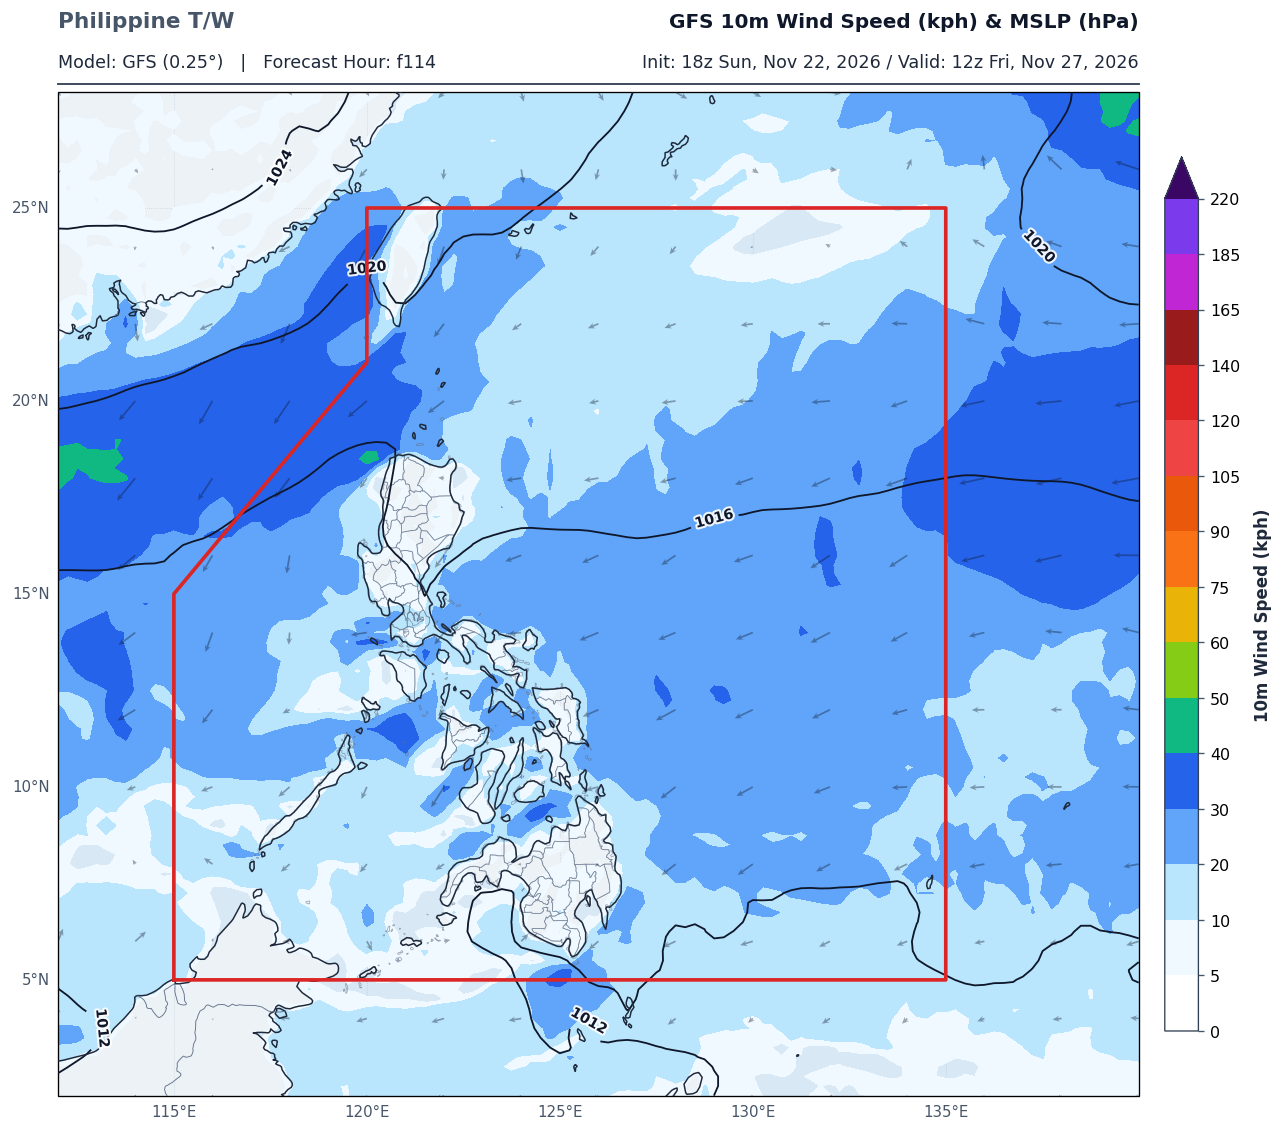 Philippine T/W
GFS 10m Wind Speed (kph) & MSLP (hPa)
Model: GFS (0.25°)   |   Forecast Hour: f114
Init: 18z Sun, Nov 22, 2026 / Valid: 12z Fri, Nov 27, 2026
1024
1020
1020
1016
1012
1012
25°N
20°N
15°N
10°N
5°N
115°E
120°E
125°E
130°E
135°E
220
185
165
140
120
105
90
75
60
50
40
30
20
10
5
0
10m Wind Speed (kph)